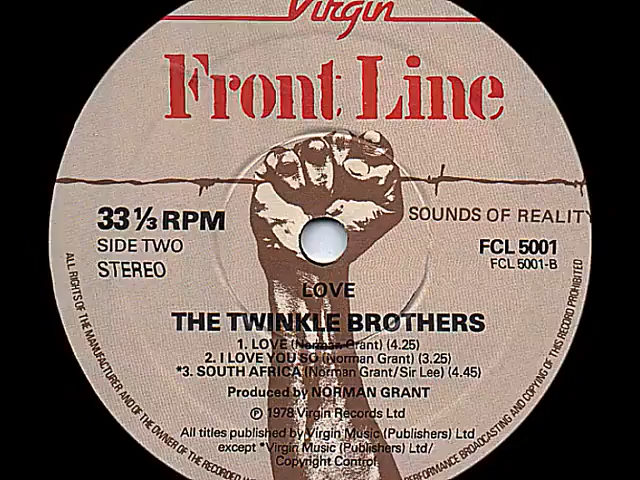 Virgin
Front Line
SOUNDS OF REALITY
33 ⅓ RPM
SIDE TWO
STEREO
FCL 5001
FCL 5001-B
LOVE
THE TWINKLE BROTHERS
1. LOVE (Norman Grant) (4.25)
2. I LOVE YOU SO (Norman Grant) (3.25)
*3. SOUTH AFRICA (Norman Grant/Sir Lee) (4.45)
Produced by NORMAN GRANT
℗ 1978 Virgin Records Ltd
All titles published by Virgin Music (Publishers) Ltd
except *Virgin Music (Publishers) Ltd/
Copyright Control
ALL RIGHTS OF THE MANUFACTURER AND OF THE OWNER OF THE RECORDED
PERFORMANCE BROADCASTING AND COPYING OF THIS RECORD PROHIBITED